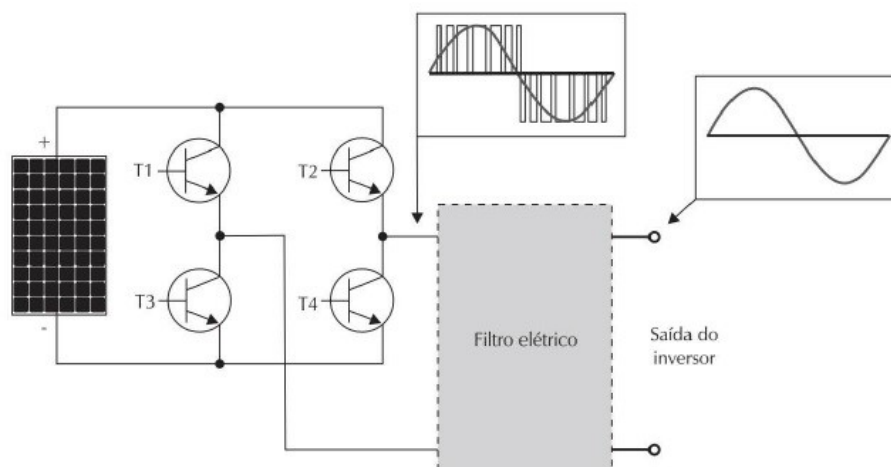 +
T1
T2
T3
T4
-
Filtro elétrico
Saída do
inversor